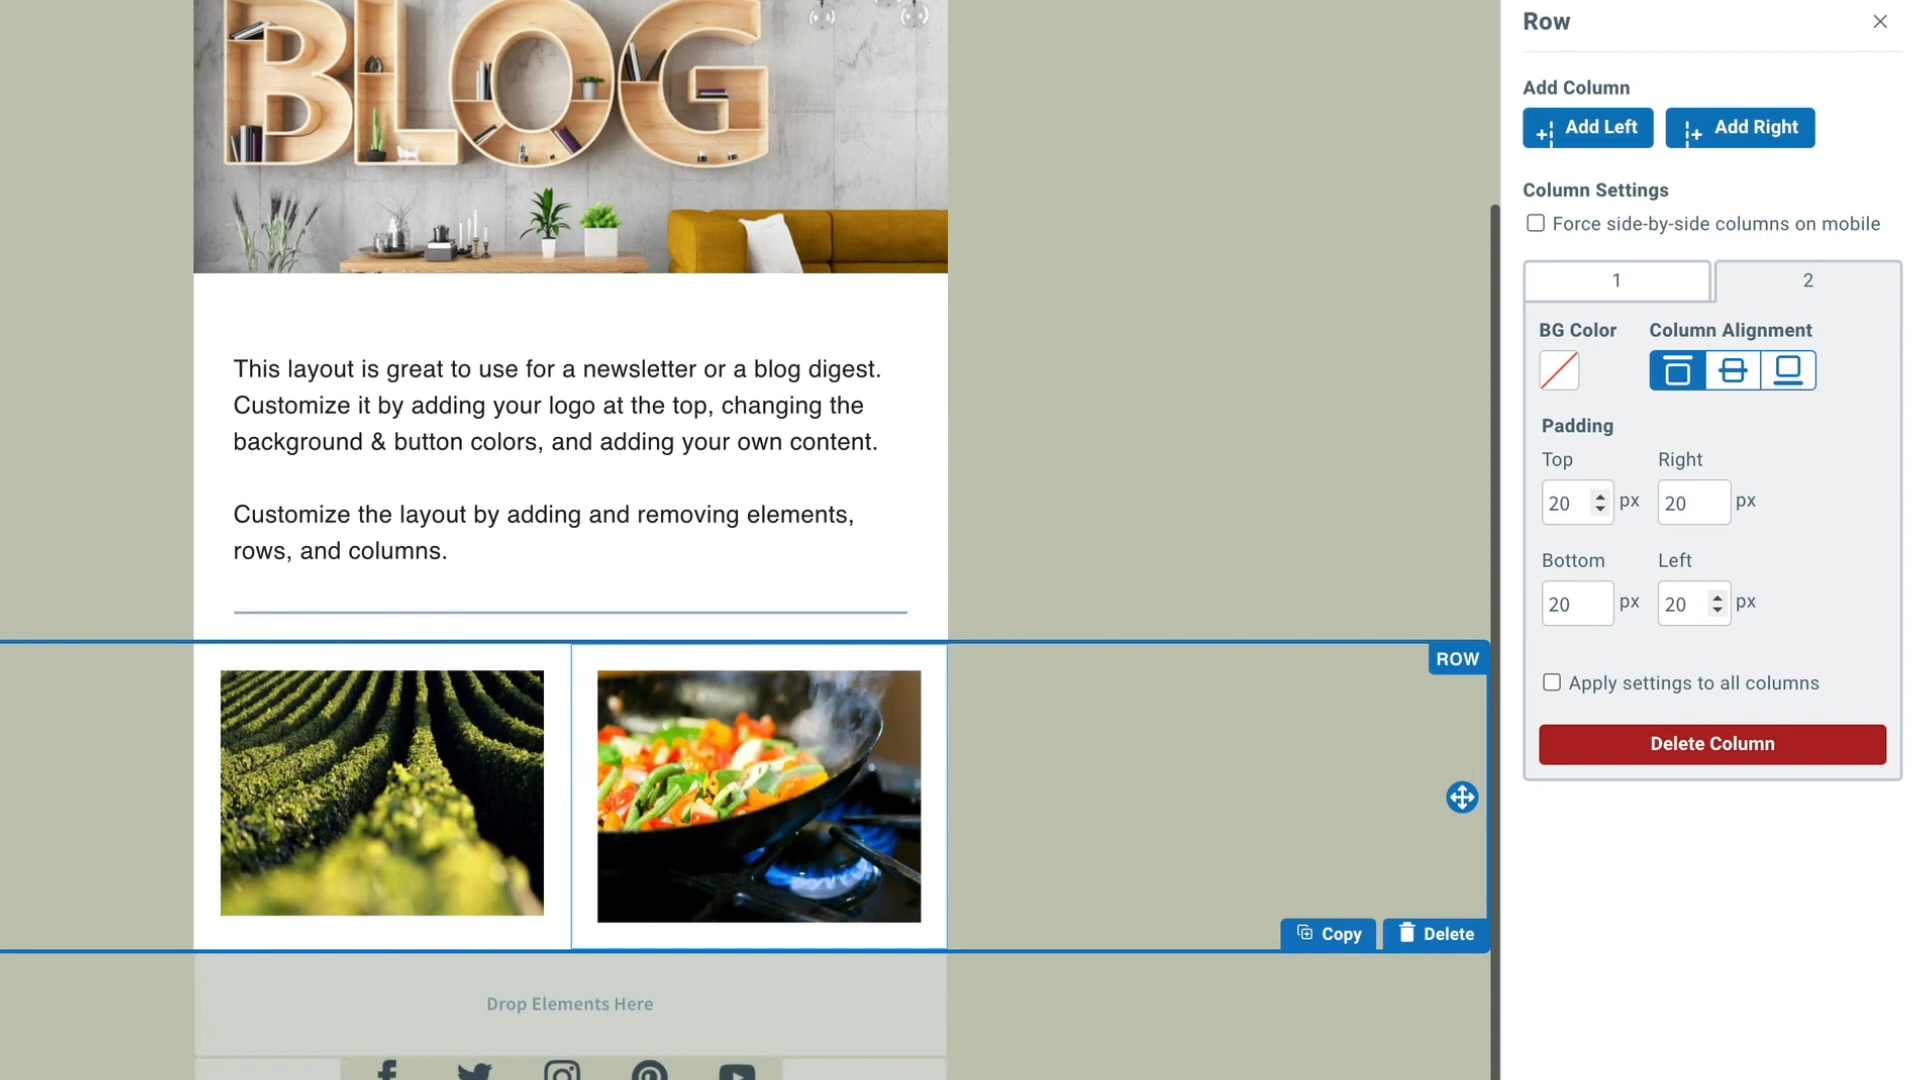 BLOG
This layout is great to use for a newsletter or a blog digest.
Customize it by adding your logo at the top, changing the
background & button colors, and adding your own content.
Customize the layout by adding and removing elements,
rows, and columns.
ROW
Copy
Delete
Drop Elements Here
Row
Add Column
Add Left
Add Right
Column Settings
Force side-by-side columns on mobile
1
2
BG Color
Column Alignment
Padding
Top
Right
20 px
20 px
Bottom
Left
20 px
20 px
Apply settings to all columns
Delete Column